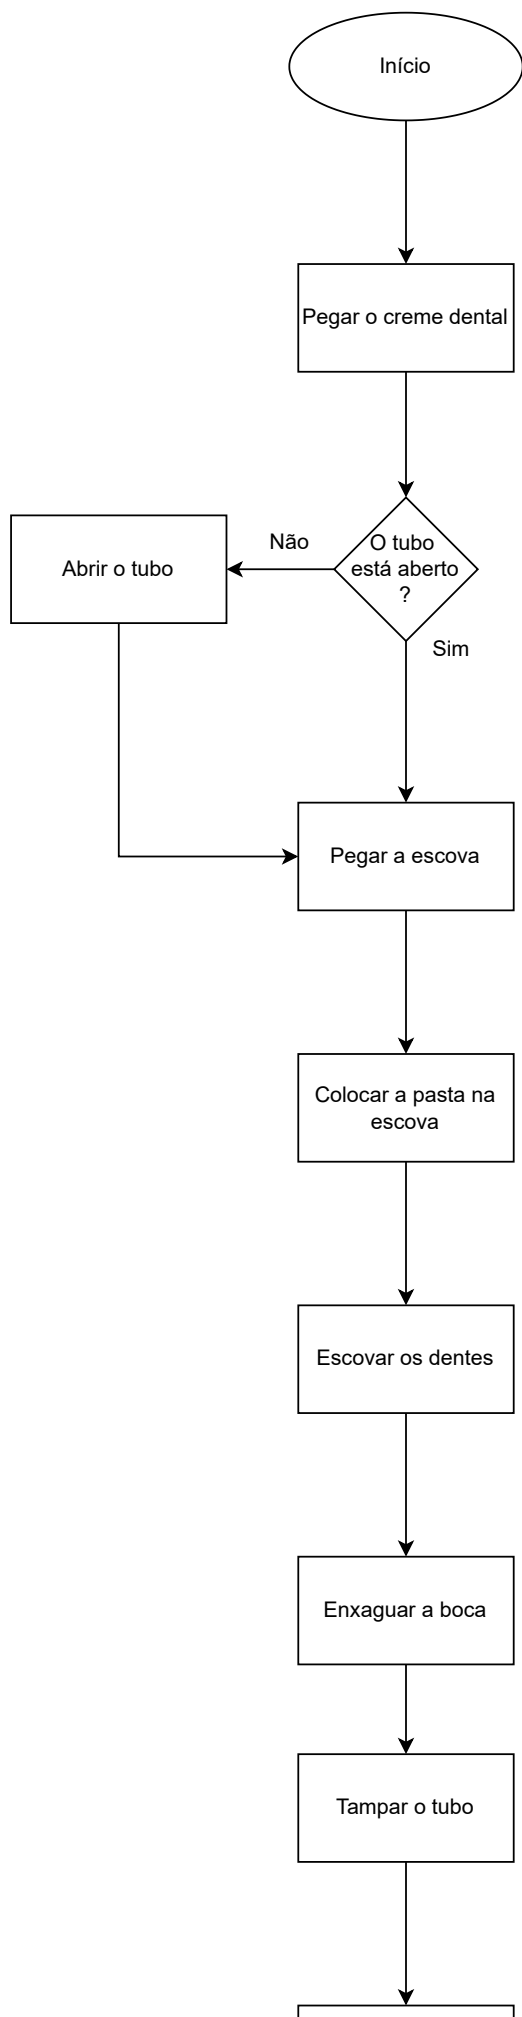 Início
Pegar o creme dental
O tubo
está aberto
?
Não
Abrir o tubo
Sim
Pegar a escova
Colocar a pasta na
escova
Escovar os dentes
Enxaguar a boca
Tampar o tubo